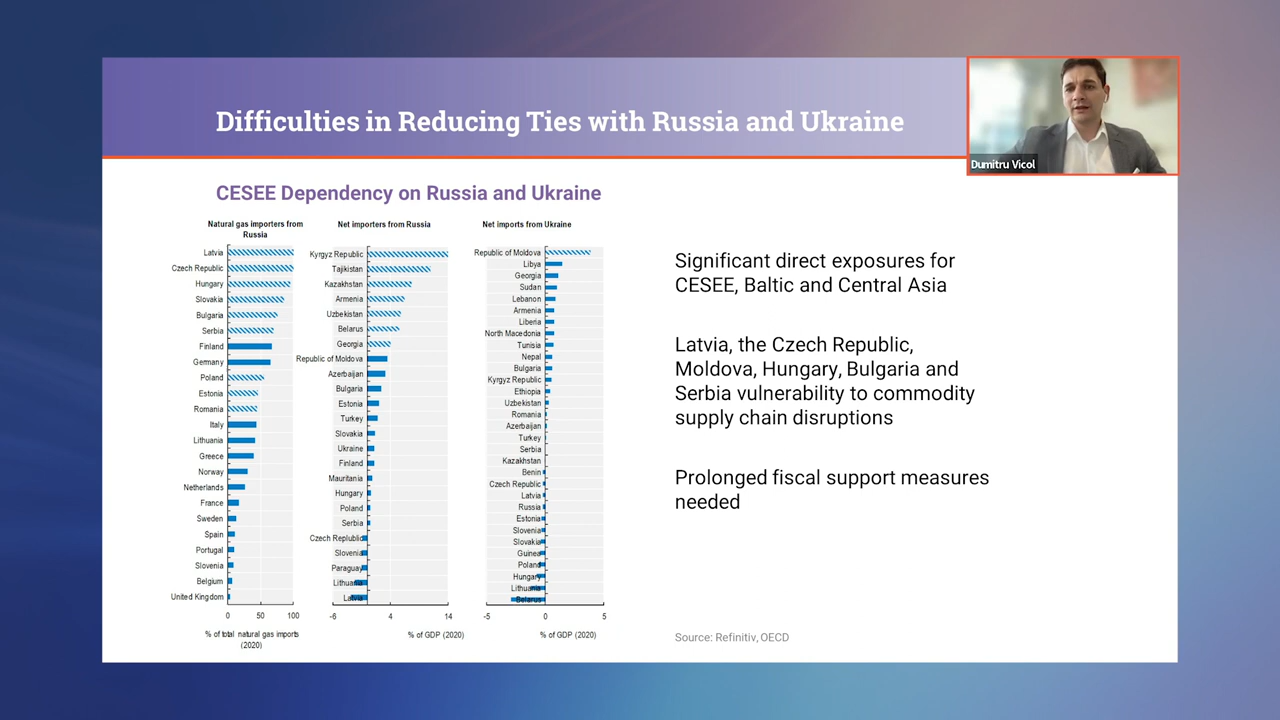 Difficulties in Reducing Ties with Russia and Ukraine
Dumitru Vicol
CESEE Dependency on Russia and Ukraine
Natural gas importers from
Russia
Latvia
Czech Republic
Hungary
Slovakia
Bulgaria
Serbia
Finland
Germany
Poland
Estonia
Romania
Italy
Lithuania
Greece
Norway
Netherlands
France
Sweden
Spain
Portugal
Slovenia
Belgium
United Kingdom
0 50 100
% of total natural gas imports
(2020)
Net importers from Russia
Kyrgyz Republic
Tajikistan
Kazakhstan
Armenia
Uzbekistan
Belarus
Georgia
Republic of Moldova
Azerbaijan
Bulgaria
Estonia
Turkey
Slovakia
Ukraine
Finland
Mauritania
Hungary
Poland
Serbia
Czech Replublic
Slovenia
Paraguay
Lithuania
Latvia
-6 4 14
% of GDP (2020)
Net imports from Ukraine
Republic of Moldova
Libya
Georgia
Sudan
Lebanon
Armenia
Liberia
North Macedonia
Tunisia
Nepal
Bulgaria
Kyrgyz Republic
Ethiopia
Uzbekistan
Romania
Azerbaijan
Turkey
Serbia
Kazakhstan
Benin
Czech Republic
Latvia
Russia
Estonia
Slovenia
Slovakia
Guinea
Poland
Hungary
Lithuania
Belarus
-5 0 5
% of GDP (2020)
Significant direct exposures for
CESEE, Baltic and Central Asia
Latvia, the Czech Republic,
Moldova, Hungary, Bulgaria and
Serbia vulnerability to commodity
supply chain disruptions
Prolonged fiscal support measures
needed
Source: Refinitiv, OECD